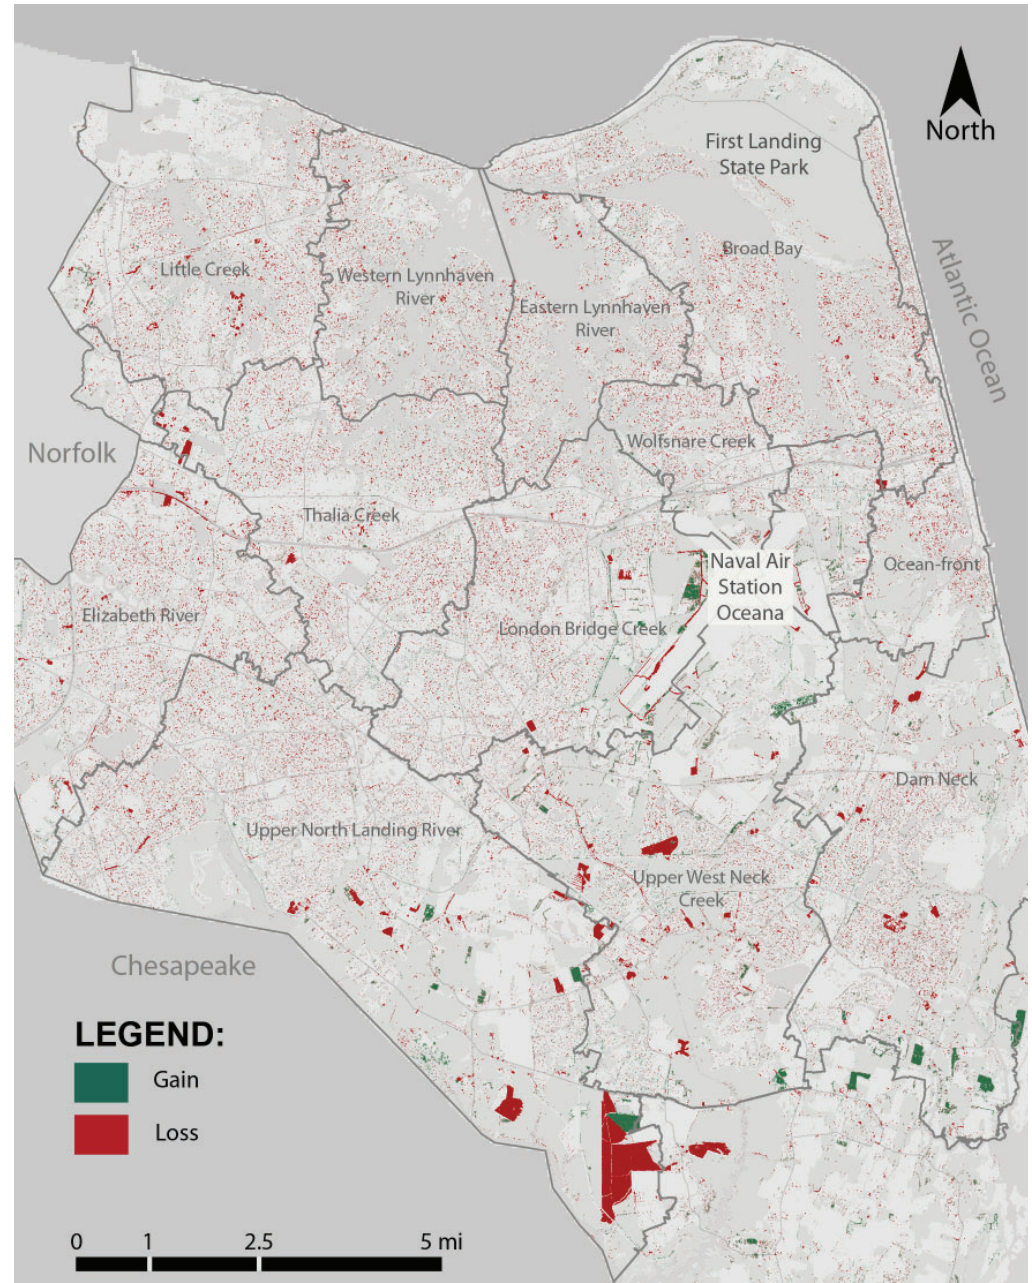 North
First Landing
State Park
Broad Bay
Atlantic Ocean
Little Creek
Western Lynnhaven
River
Eastern Lynnhaven
River
Norfolk
Wolfsnare Creek
Thalia Creek
Naval Air
Station
Oceana
Ocean-front
Elizabeth River
London Bridge Creek
Dam Neck
Upper North Landing River
Upper West Neck
Creek
Chesapeake
LEGEND:
Gain
Loss
0 1 2.5 5 mi